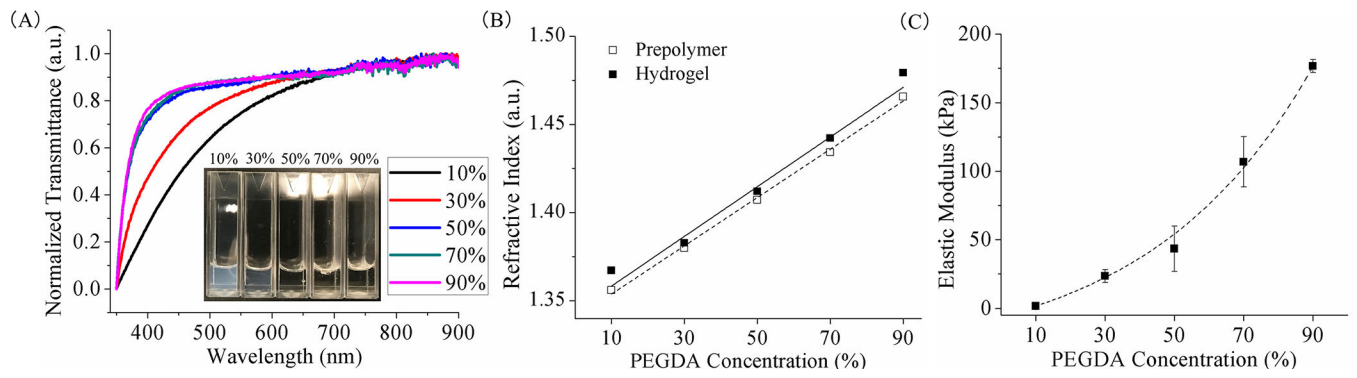 (A)
Normalized Transmittance (a.u.)
1.0
0.8
0.6
0.4
0.2
0.0
400 500 600 700 800 900
Wavelength (nm)
10% 30% 50% 70% 90%
10%
30%
50%
70%
90%
(B)
Refractive Index (a.u.)
1.50
1.45
1.40
1.35
Prepolymer
Hydrogel
10 30 50 70 90
PEGDA Concentration (%)
(C)
Elastic Modulus (kPa)
200
150
100
50
0
10 30 50 70 90
PEGDA Concentration (%)